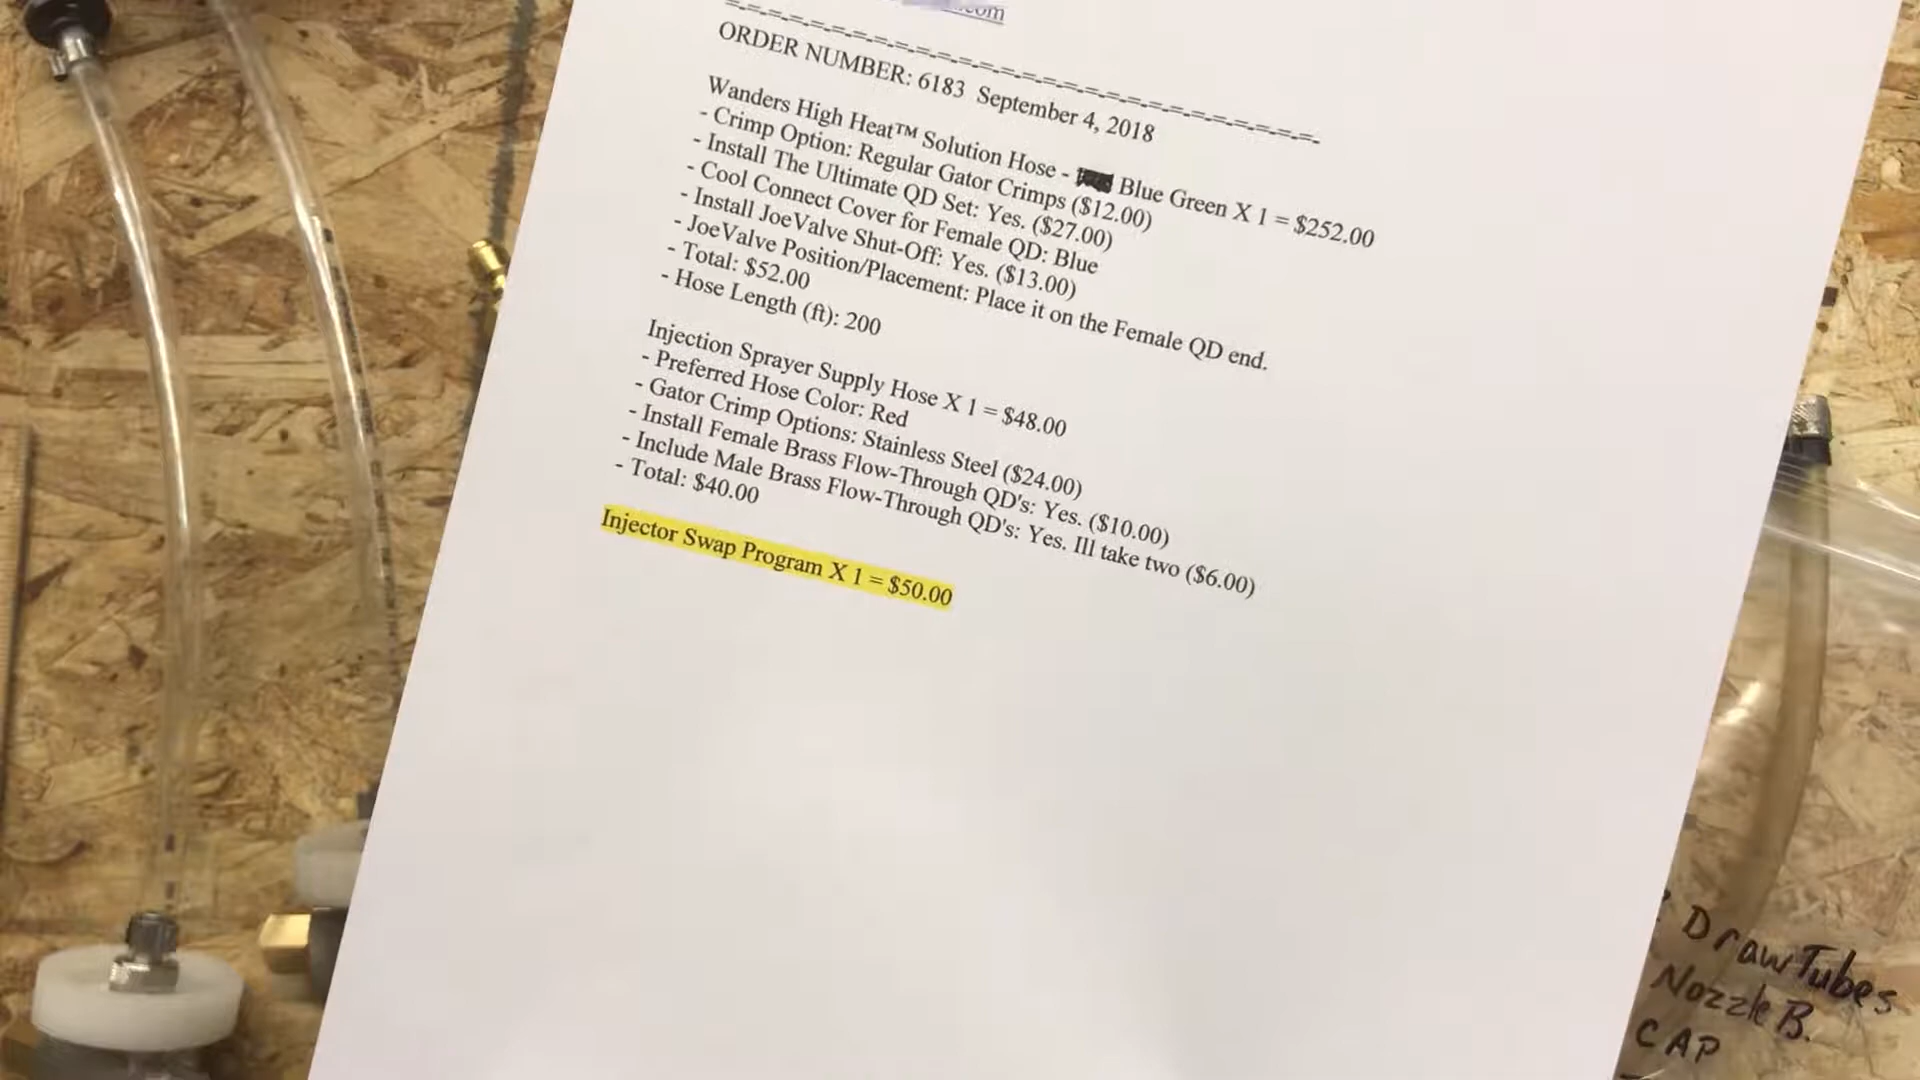 com
=-=-=-=-=-=-=-=-=-=-=-=-=-=-=-=-=-=-=-=-=-=-=-=-=-=-
ORDER NUMBER: 6183 September 4, 2018
Wanders High Heat™ Solution Hose - Blue Green X 1 = $252.00
- Crimp Option: Regular Gator Crimps ($12.00)
- Install The Ultimate QD Set: Yes. ($27.00)
- Cool Connect Cover for Female QD: Blue
- Install JoeValve Shut-Off: Yes. ($13.00)
- JoeValve Position/Placement: Place it on the Female QD end.
- Total: $52.00
- Hose Length (ft): 200
Injection Sprayer Supply Hose X 1 = $48.00
- Preferred Hose Color: Red
- Gator Crimp Options: Stainless Steel ($24.00)
- Install Female Brass Flow-Through QD's: Yes. ($10.00)
- Include Male Brass Flow-Through QD's: Yes. Ill take two ($6.00)
- Total: $40.00
Injector Swap Program X 1 = $50.00
Draw Tubes
Nozzle B.
CAP